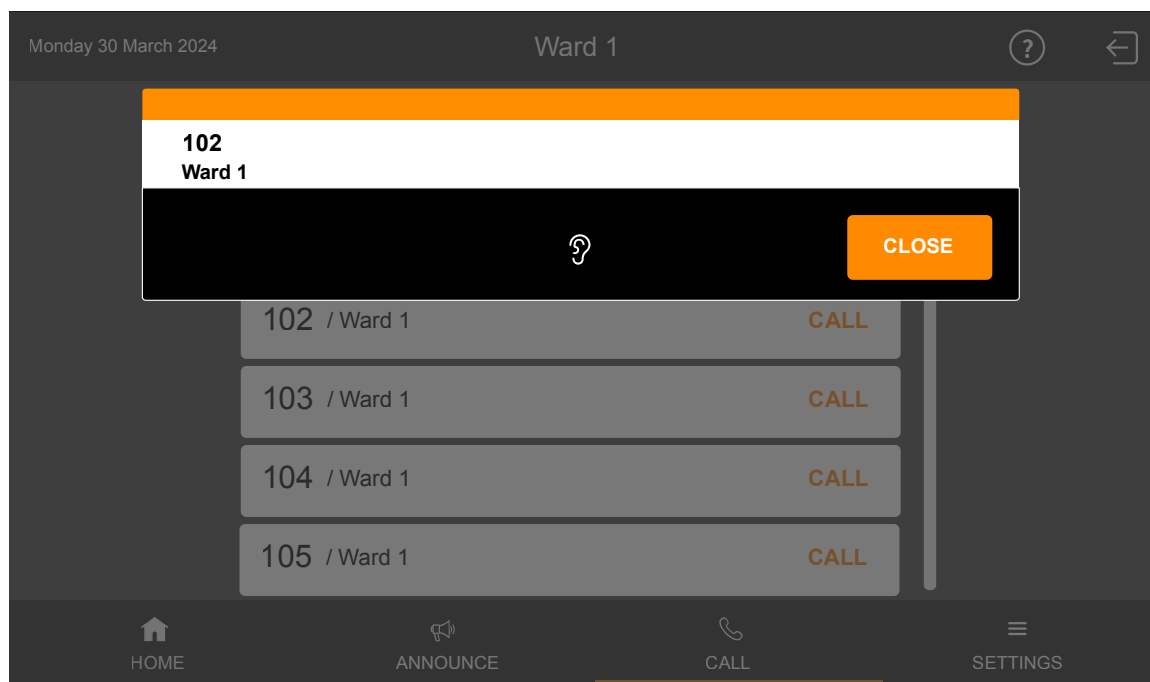 Monday 30 March 2024
Ward 1
?
102
Ward 1
CLOSE
102 / Ward 1 CALL
103 / Ward 1 CALL
104 / Ward 1 CALL
105 / Ward 1 CALL
HOME ANNOUNCE CALL SETTINGS